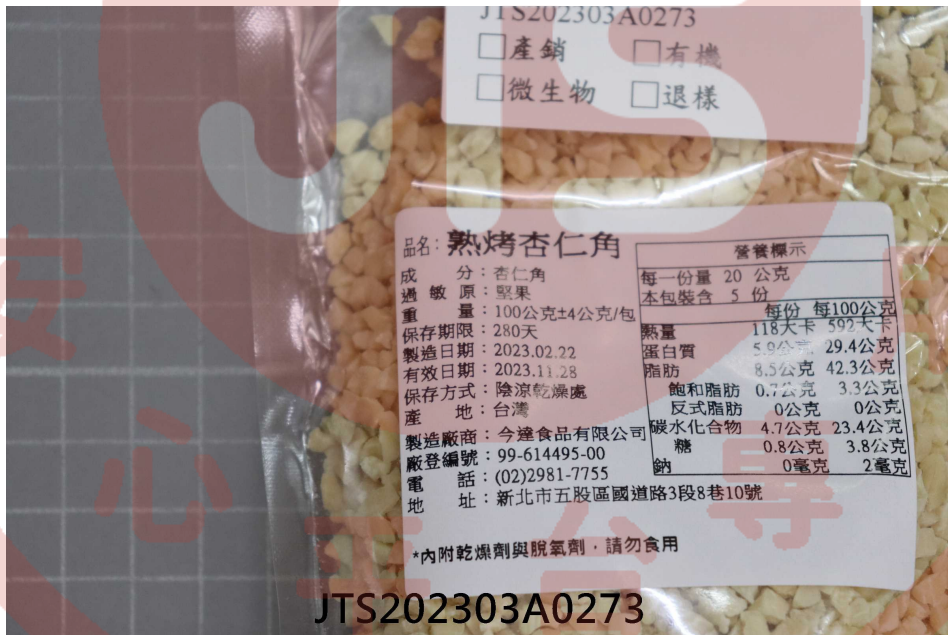 JTS202303A0273
□產銷 □有機
□微生物 □退樣
品名：熟烤杏仁角
成 分：杏仁角
過敏原：堅果
重 量：100公克±4公克/包
保存期限：280天
製造日期：2023.02.22
有效日期：2023.11.28
保存方式：陰涼乾燥處
產 地：台灣
製造廠商：今達食品有限公司
廠登編號：99-614495-00
電 話：(02)2981-7755
地 址：新北市五股區國道路3段8巷10號
*內附乾燥劑與脫氧劑，請勿食用
營養標示
每一份量 20 公克
本包裝含 5 份
每份 每100公克
熱量 118大卡 592大卡
蛋白質 5.9公克 29.4公克
脂肪 8.5公克 42.3公克
飽和脂肪 0.7公克 3.3公克
反式脂肪 0公克 0公克
碳水化合物 4.7公克 23.4公克
糖 0.8公克 3.8公克
鈉 0毫克 2毫克
JTS
安心平台專
JTS202303A0273